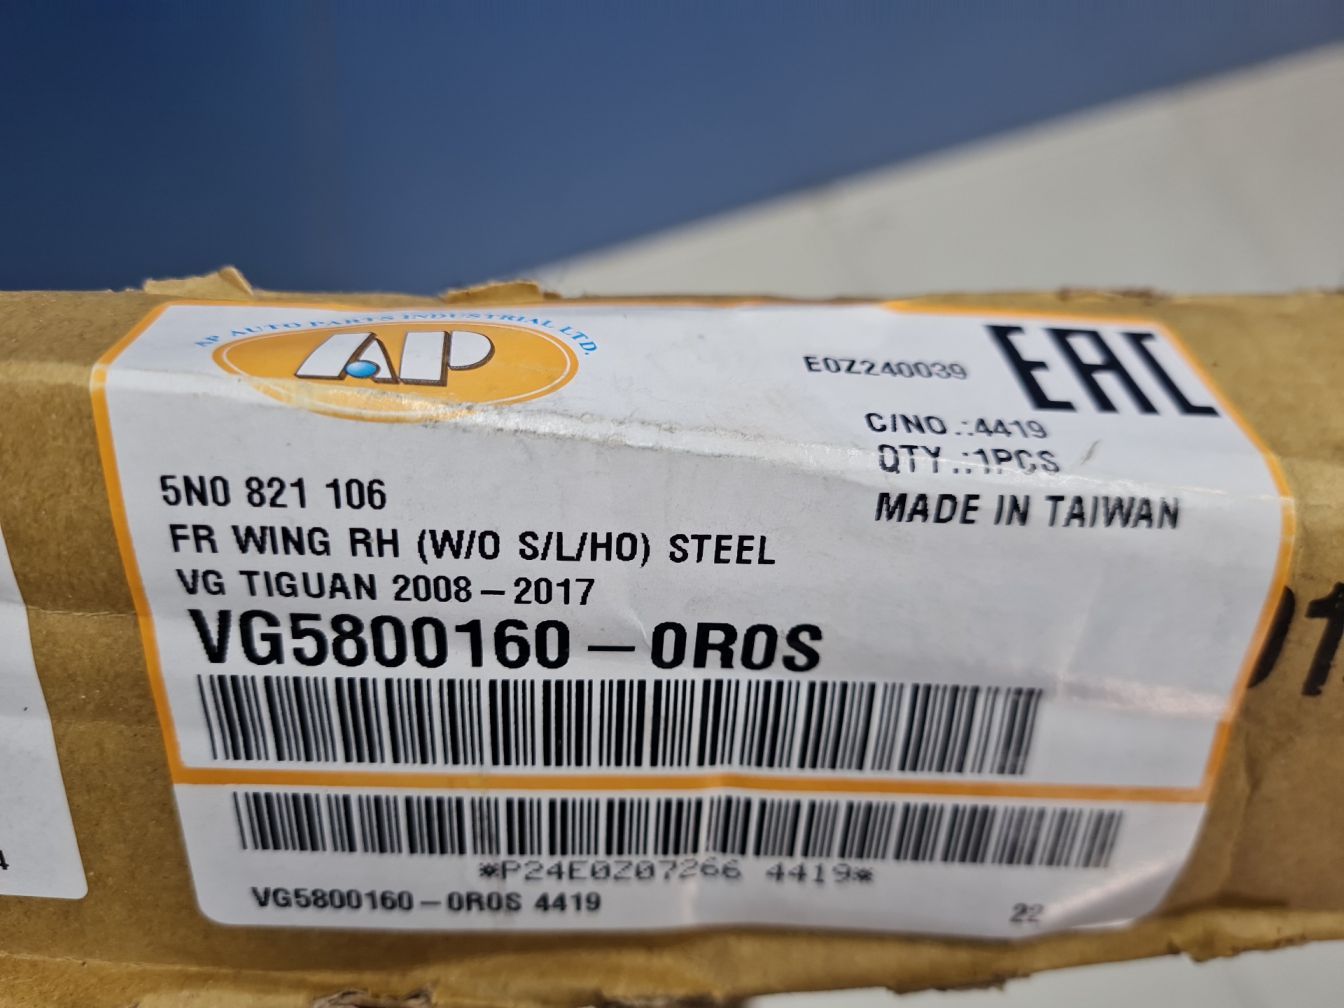 AP AUTO PARTS INDUSTRIAL LTD.
AP
EAC
E0Z240039
C/NO.:4419
QTY.:1PCS
MADE IN TAIWAN
5N0 821 106
FR WING RH (W/O S/L/HO) STEEL
VG TIGUAN 2008-2017
VG5800160-0R0S
*P24E0Z07266 4419*
VG5800160-0R0S 4419
22
4